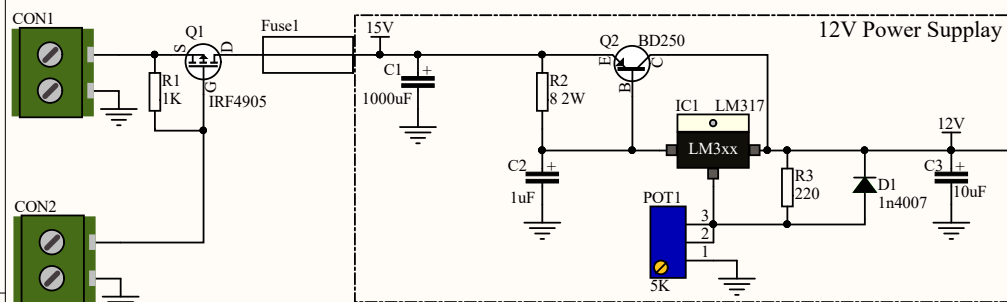 CON1
Q1
S
D
G
IRF4905
R1
1K
Fuse1
15V
C1
+
1000uF
12V Power Supplay
Q2
BD250
E
C
B
R2
8 2W
IC1
LM317
LM3xx
C2
+
1uF
POT1
3
2
1
5K
R3
220
D1
1n4007
12V
C3
+
10uF
CON2